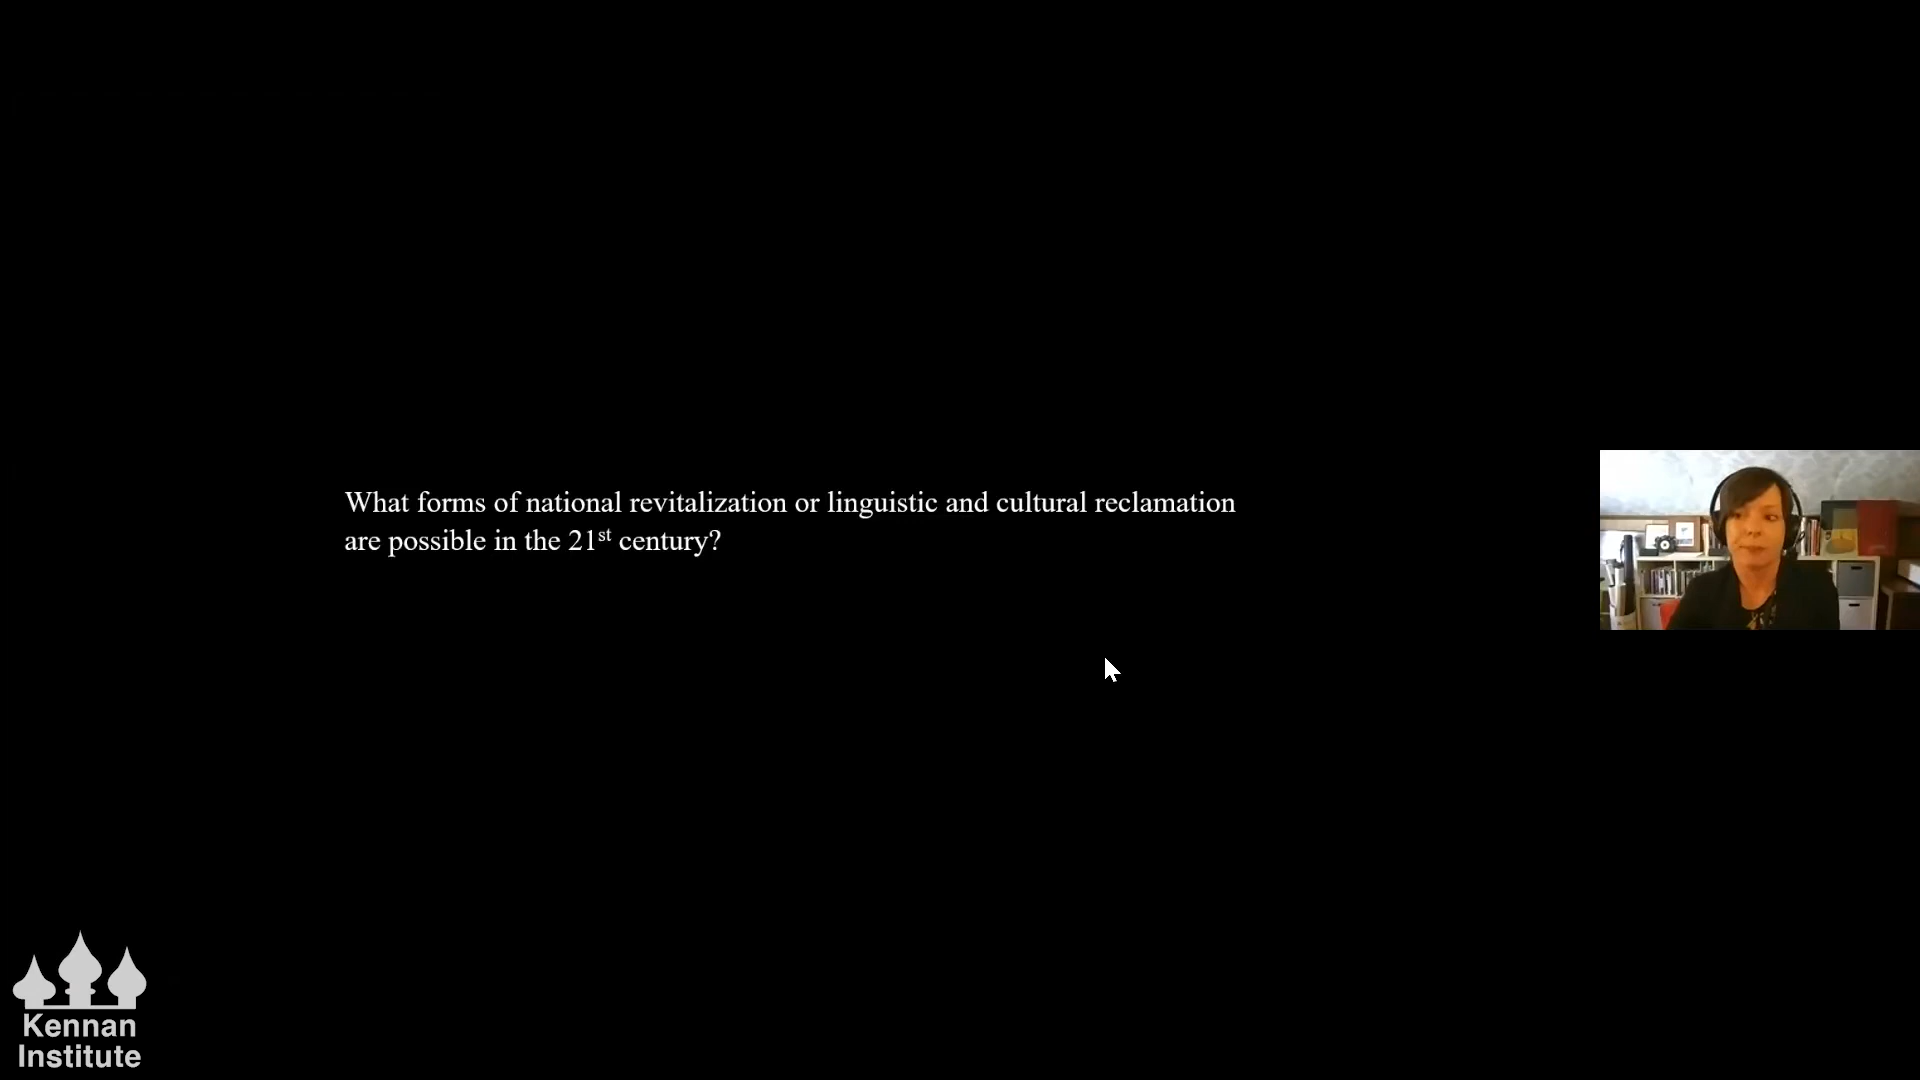 What forms of national revitalization or linguistic and cultural reclamation
are possible in the 21st century?
Kennan
Institute